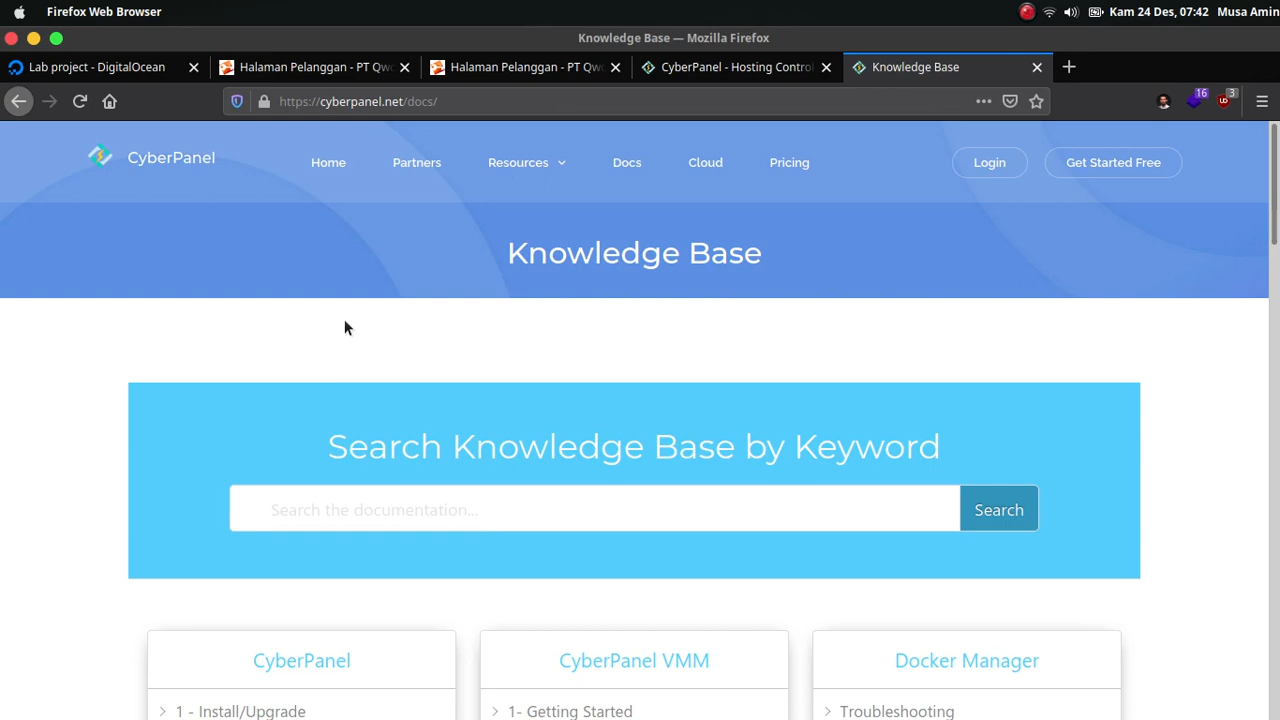 Firefox Web Browser
Kam 24 Des, 07:42 Musa Amin
Knowledge Base — Mozilla Firefox
Lab project - DigitalOcean
Halaman Pelanggan - PT Qw
Halaman Pelanggan - PT Qw
CyberPanel - Hosting Control
Knowledge Base
https://cyberpanel.net/docs/
16
3
CyberPanel
Home
Partners
Resources
Docs
Cloud
Pricing
Login
Get Started Free
Knowledge Base
Search Knowledge Base by Keyword
Search the documentation...
Search
CyberPanel
CyberPanel VMM
Docker Manager
1 - Install/Upgrade
1- Getting Started
Troubleshooting